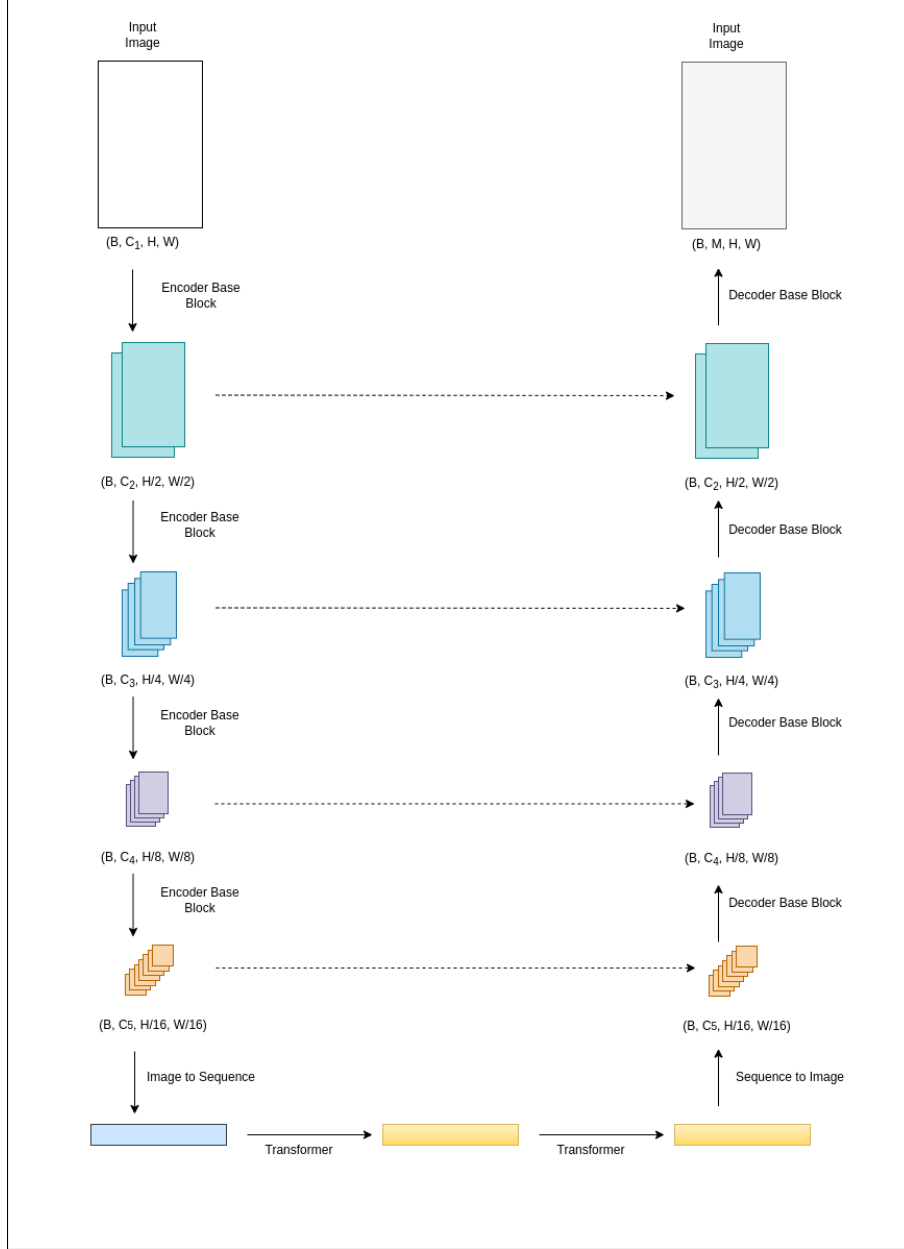 Input
Image
Input
Image
(B, C₁, H, W)
(B, M, H, W)
Encoder Base
Block
Decoder Base Block
(B, C₂, H/2, W/2)
(B, C₂, H/2, W/2)
Encoder Base
Block
Decoder Base Block
(B, C₃, H/4, W/4)
(B, C₃, H/4, W/4)
Encoder Base
Block
Decoder Base Block
(B, C₄, H/8, W/8)
(B, C₄, H/8, W/8)
Encoder Base
Block
Decoder Base Block
(B, C5, H/16, W/16)
(B, C5, H/16, W/16)
Image to Sequence
Sequence to Image
Transformer
Transformer